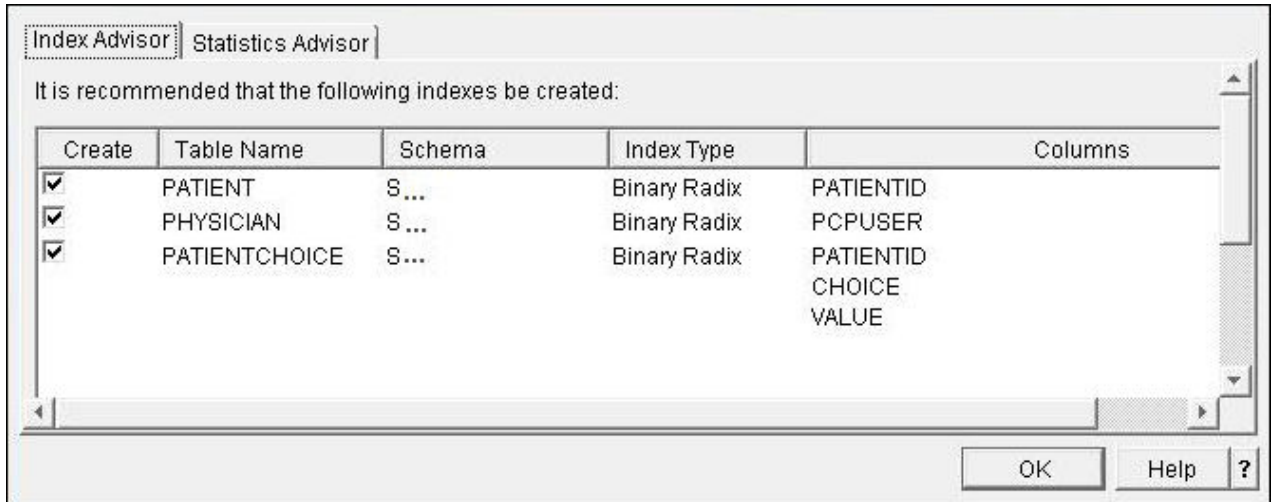 Index Advisor Statistics Advisor
It is recommended that the following indexes be created:
Create Table Name Schema Index Type Columns
PATIENT S... Binary Radix PATIENTID
PHYSICIAN S... Binary Radix PCPUSER
PATIENTCHOICE S... Binary Radix PATIENTID
CHOICE
VALUE
OK Help ?